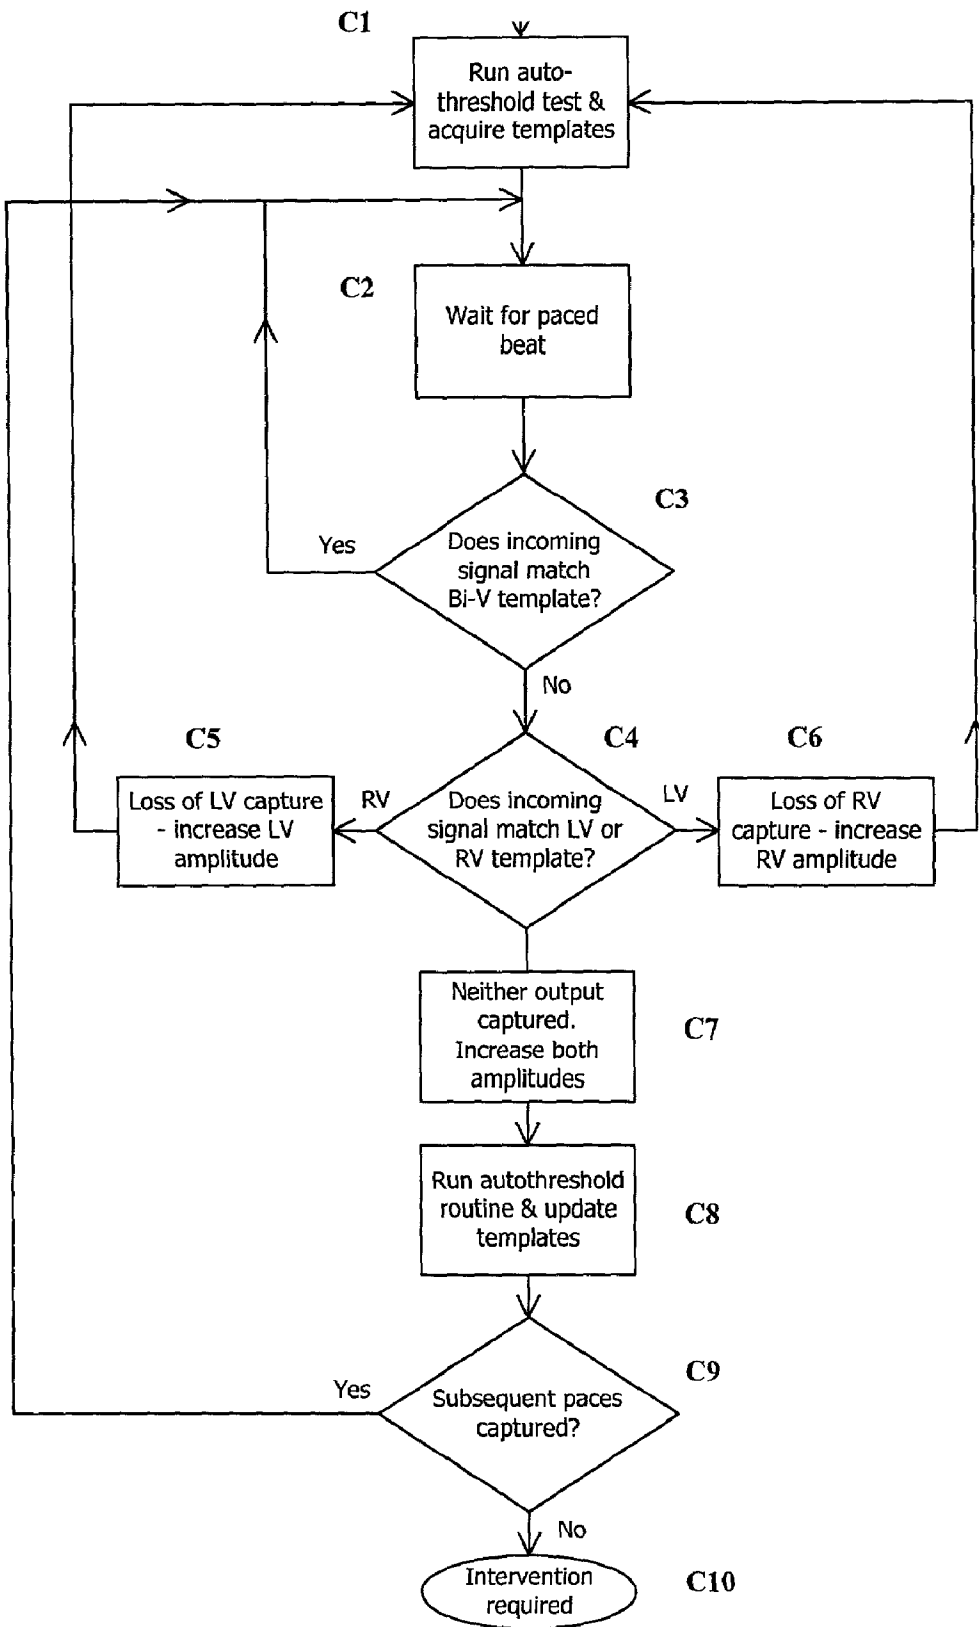 C1
Run auto-
threshold test &
acquire templates
C2
Wait for paced
beat
C3
Yes
Does incoming
signal match
Bi-V template?
No
C5
C4
C6
Loss of LV capture
- increase LV
amplitude
RV
Does incoming
signal match LV or
RV template?
LV
Loss of RV
capture - increase
RV amplitude
Neither output
captured.
Increase both
amplitudes
C7
Run autothreshold
routine & update
templates
C8
C9
Yes
Subsequent paces
captured?
No
Intervention
required
C10